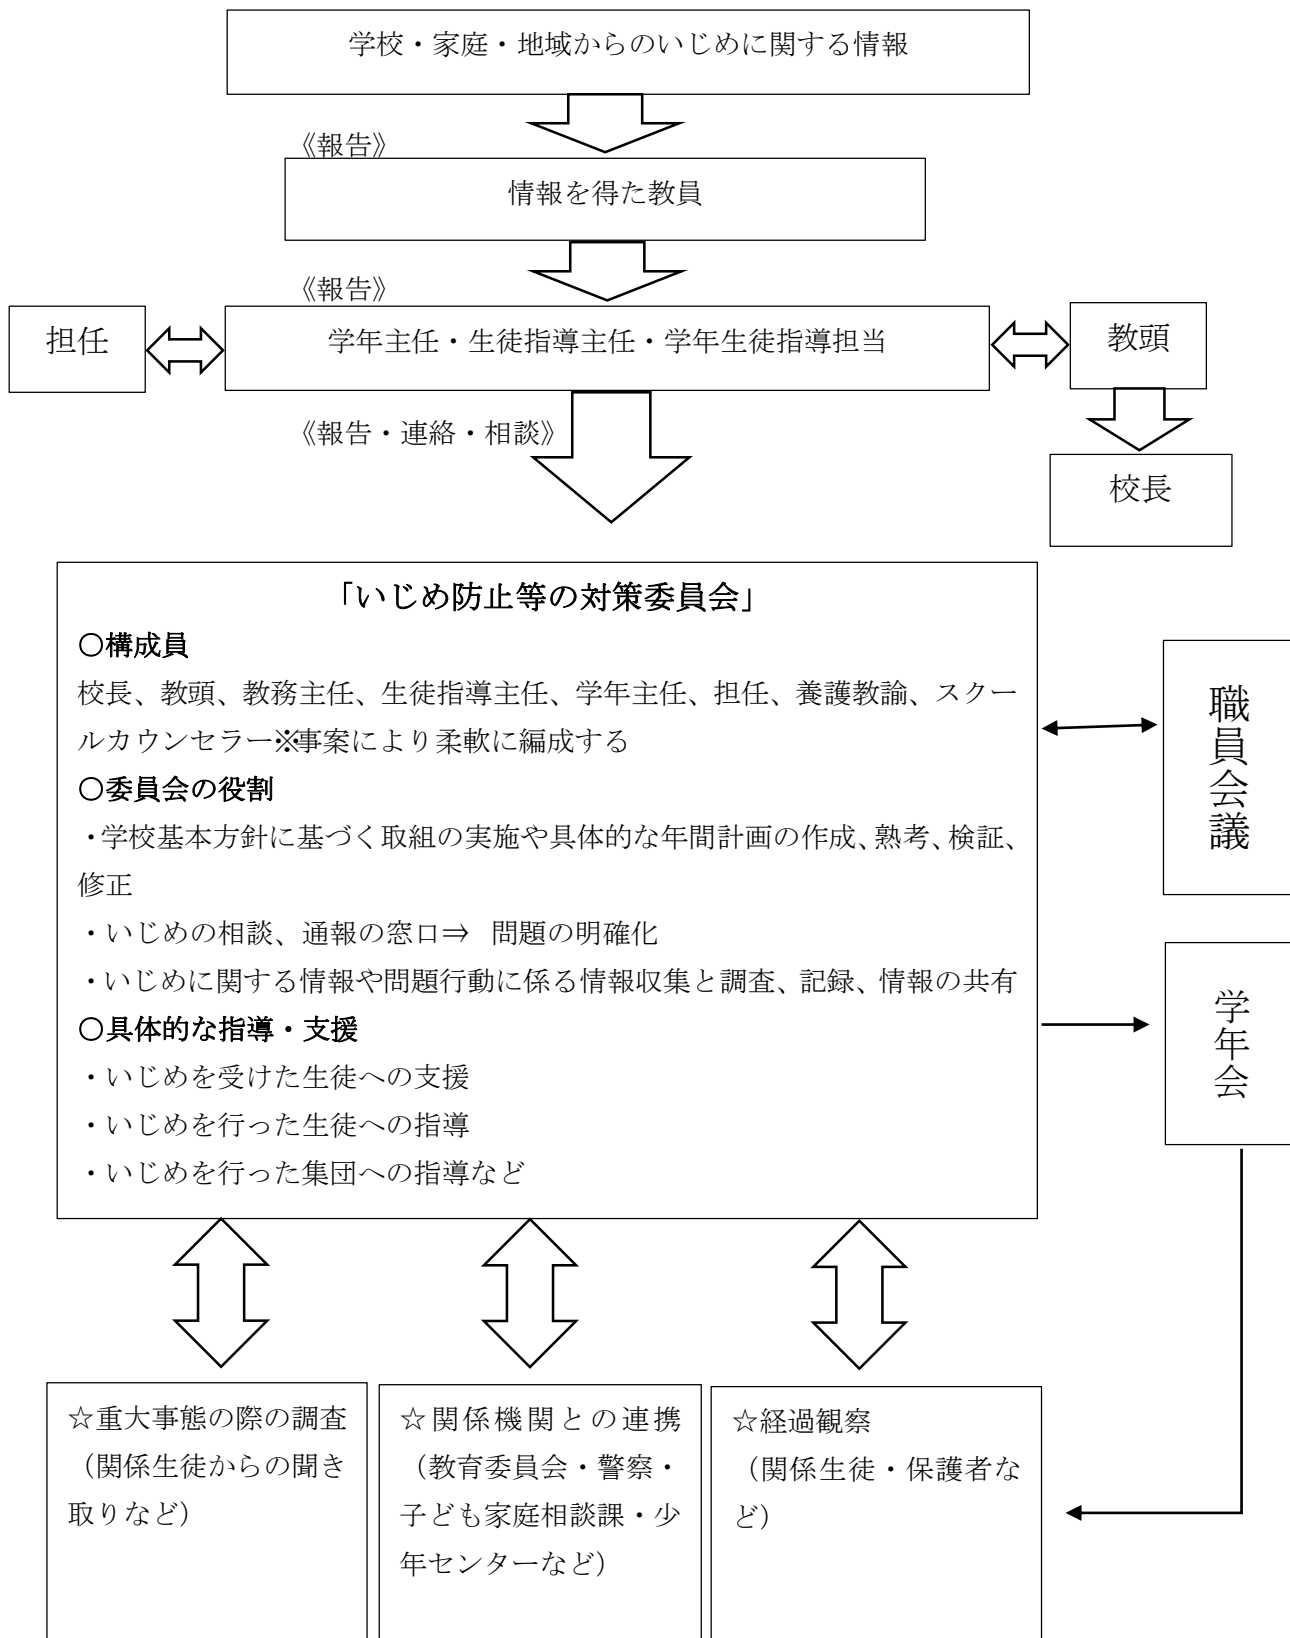 学校・家庭・地域からのいじめに関する情報
《報告》
情報を得た教員
《報告》
担任
学年主任・生徒指導主任・学年生徒指導担当
教頭
《報告・連絡・相談》
校長
「いじめ防止等の対策委員会」
〇構成員
校長、教頭、教務主任、生徒指導主任、学年主任、担任、養護教諭、スクー
ルカウンセラー※事案により柔軟に編成する
〇委員会の役割
・学校基本方針に基づく取組の実施や具体的な年間計画の作成、熟考、検証、
修正
・いじめの相談、通報の窓口⇒ 問題の明確化
・いじめに関する情報や問題行動に係る情報収集と調査、記録、情報の共有
〇具体的な指導・支援
・いじめを受けた生徒への支援
・いじめを行った生徒への指導
・いじめを行った集団への指導など
職員会議
学年会
☆重大事態の際の調査
（関係生徒からの聞き
取りなど）
☆関係機関との連携
（教育委員会・警察・
子ども家庭相談課・少
年センターなど）
☆経過観察
（関係生徒・保護者な
ど）